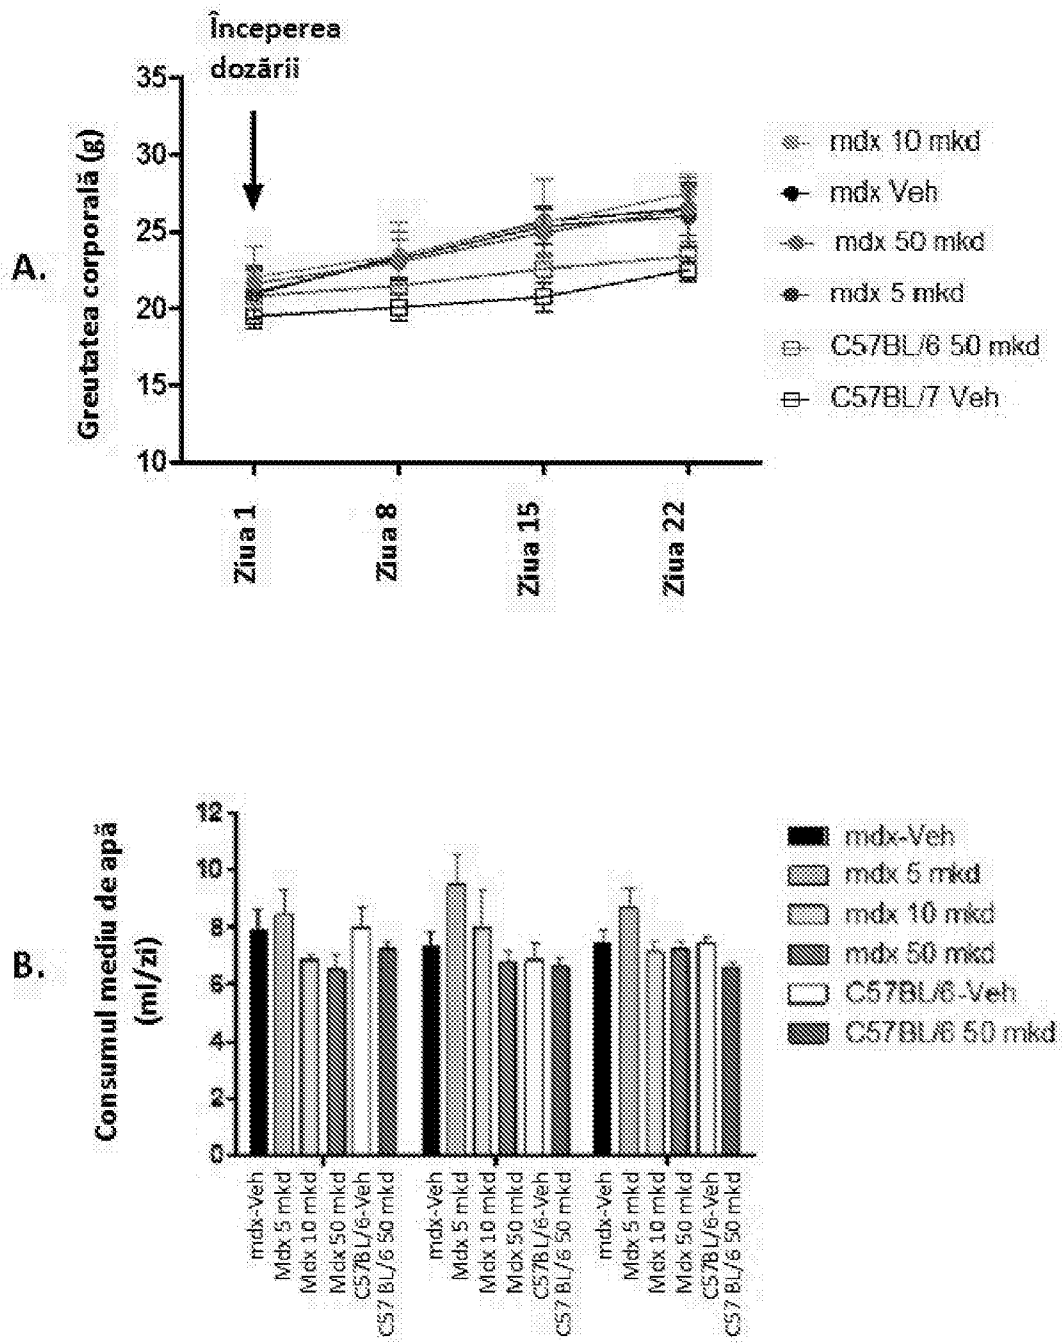 Începerea
dozării
35
30
25
20
15
10
Greutatea corporală (g)
A.
Ziua 1
Ziua 8
Ziua 15
Ziua 22
mdx 10 mkd
mdx Veh
mdx 50 mkd
mdx 5 mkd
C57BL/6 50 mkd
C57BL/7 Veh
B.
Consumul mediu de apă
(ml/zi)
12
10
8
6
4
2
0
mdx-Veh
Mdx 5 mkd
Mdx 10 mkd
Mdx 50 mkd
C57BL/6-Veh
C57 BL/6 50 mkd
mdx-Veh
Mdx 5 mkd
Mdx 10 mkd
Mdx 50 mkd
C57BL/6-Veh
C57 BL/6 50 mkd
mdx-Veh
Mdx 5 mkd
Mdx 10 mkd
Mdx 50 mkd
C57BL/6-Veh
C57 BL/6 50 mkd
mdx-Veh
mdx 5 mkd
mdx 10 mkd
mdx 50 mkd
C57BL/6-Veh
C57BL/6 50 mkd